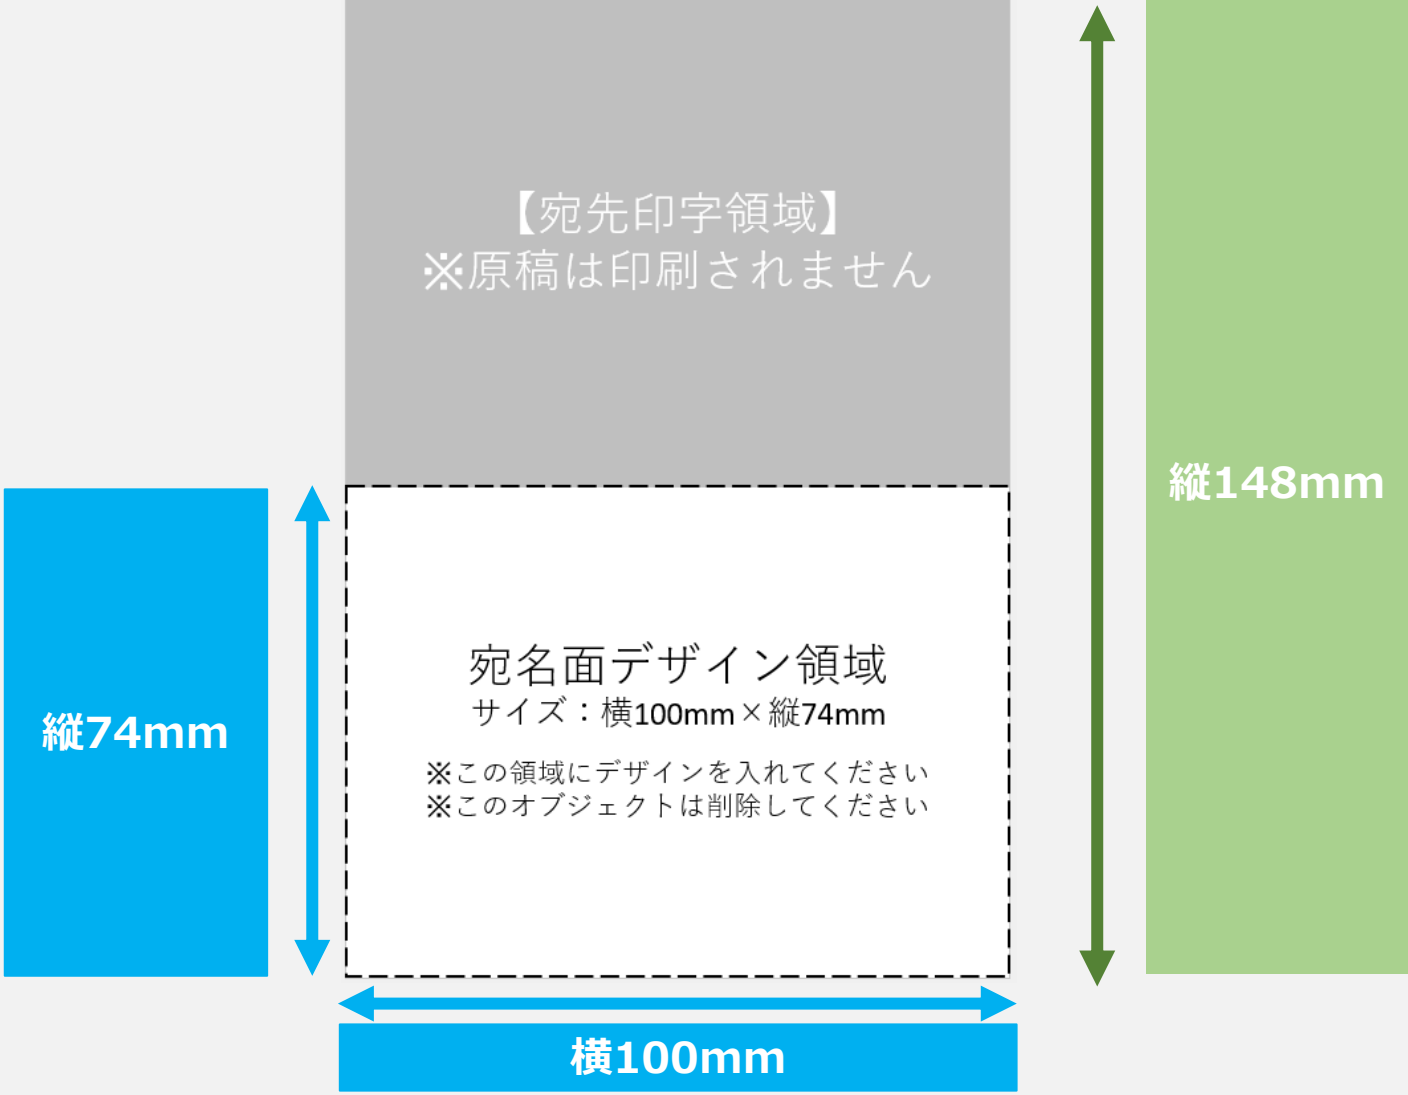 【宛先印字領域】
※原稿は印刷されません
縦148mm
宛名面デザイン領域
サイズ：横100mm×縦74mm
縦74mm
※この領域にデザインを入れてください
※このオブジェクトは削除してください
横100mm